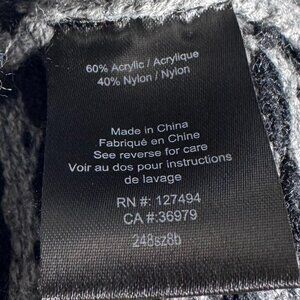 60% Acrylic / Acrylique
40% Nylon / Nylon
Made in China
Fabriqué en Chine
See reverse for care
Voir au dos pour instructions
de lavage
RN #: 127494
CA #:36979
248sz8b